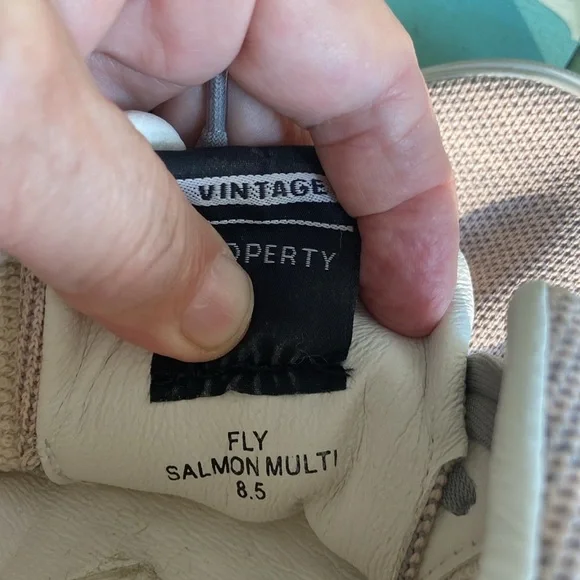 VINTAGE
OPERTY
FLY
SALMON MULTI
8.5